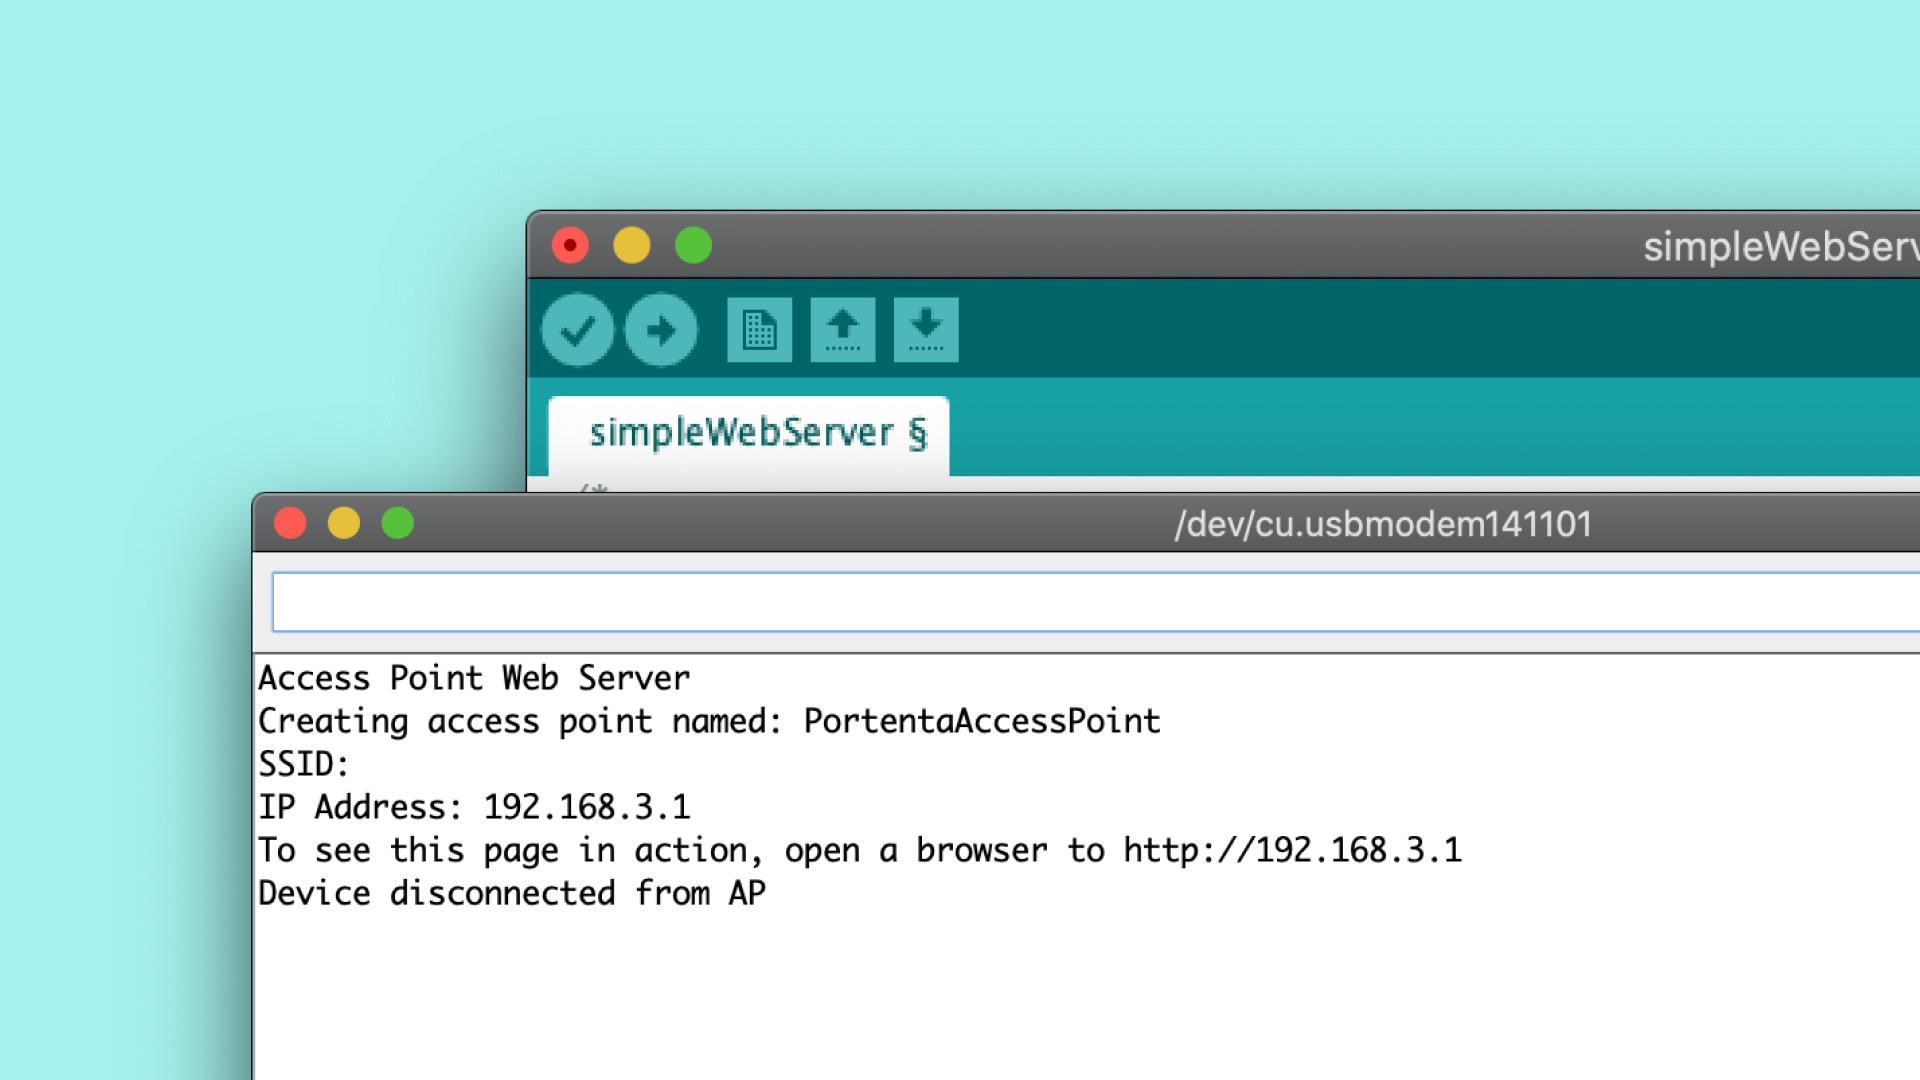 simpleWebServ
simpleWebServer §
/*
/dev/cu.usbmodem141101
Access Point Web Server
Creating access point named: PortentaAccessPoint
SSID:
IP Address: 192.168.3.1
To see this page in action, open a browser to http://192.168.3.1
Device disconnected from AP